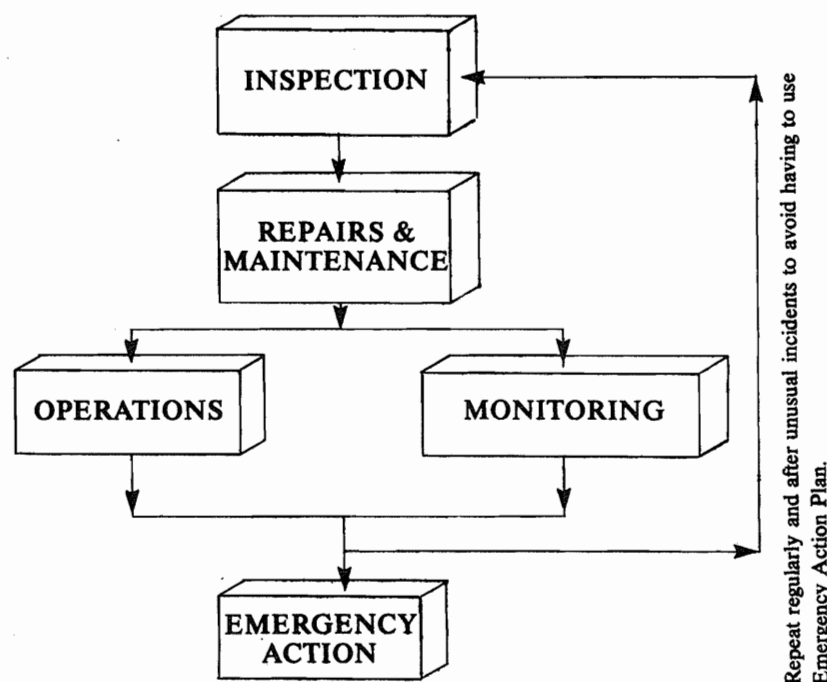 INSPECTION
REPAIRS &
MAINTENANCE
OPERATIONS
MONITORING
EMERGENCY
ACTION
Repeat regularly and after unusual incidents to avoid having to use
Emergency Action Plan.